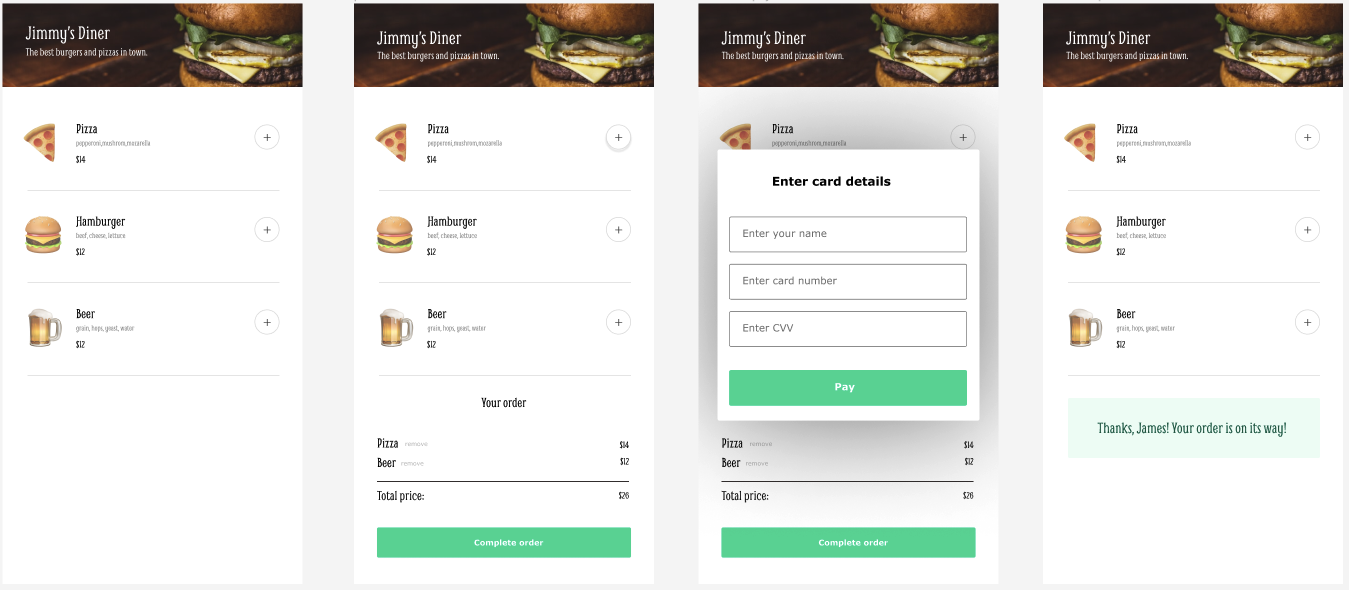 Jimmy's Diner
The best burgers and pizzas in town.
Pizza
pepperoni,mushrom,mozarella
$14
+
Hamburger
beef, cheese, lettuce
$12
+
Beer
grain, hops, yeast, water
$12
+
Jimmy's Diner
The best burgers and pizzas in town.
Pizza
pepperoni,mushrom,mozarella
$14
+
Hamburger
beef, cheese, lettuce
$12
+
Beer
grain, hops, yeast, water
$12
+
Your order
Pizza remove $14
Beer remove $12
Total price: $26
Complete order
Jimmy's Diner
The best burgers and pizzas in town.
Pizza
pepperoni,mushrom,mozarella
+
Enter card details
Enter your name
Enter card number
Enter CVV
Pay
Pizza remove $14
Beer remove $12
Total price: $26
Complete order
Jimmy's Diner
The best burgers and pizzas in town.
Pizza
pepperoni,mushrom,mozarella
$14
+
Hamburger
beef, cheese, lettuce
$12
+
Beer
grain, hops, yeast, water
$12
+
Thanks, James! Your order is on its way!